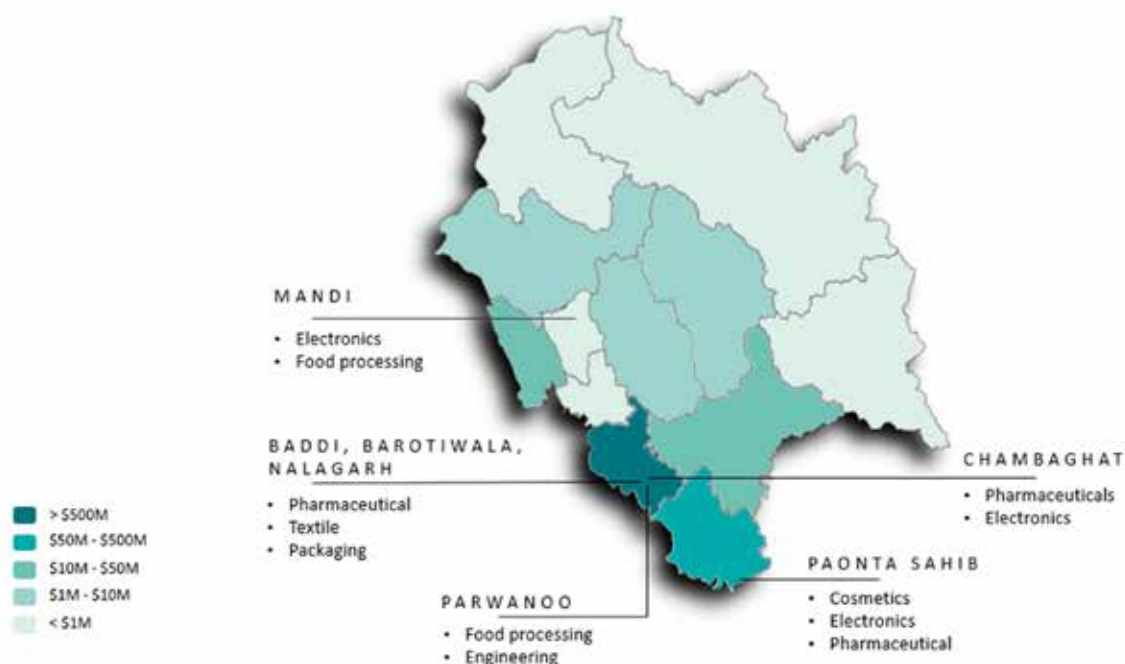 MANDI
• Electronics
• Food processing
BADDI, BAROTIWALA,
NALAGARH
• Pharmaceutical
• Textile
• Packaging
CHAMBAGHAT
• Pharmaceuticals
• Electronics
> $500M
$50M - $500M
$10M - $50M
$1M - $10M
< $1M
PAONTA SAHIB
• Cosmetics
• Electronics
• Pharmaceutical
PARWANOO
• Food processing
• Engineering